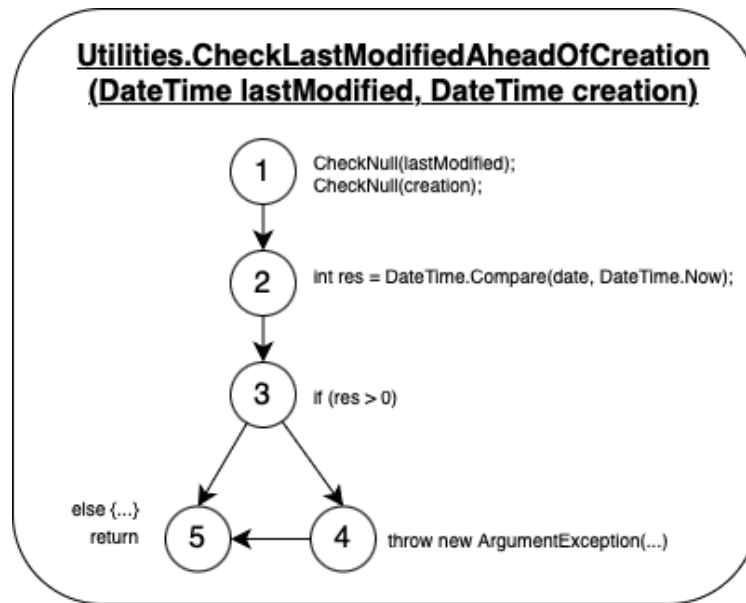 Utilities.CheckLastModifiedAheadOfCreation
(DateTime lastModified, DateTime creation)
1
CheckNull(lastModified);
CheckNull(creation);
2
int res = DateTime.Compare(date, DateTime.Now);
3
if (res > 0)
else {...}
return
5
4
throw new ArgumentException(...)